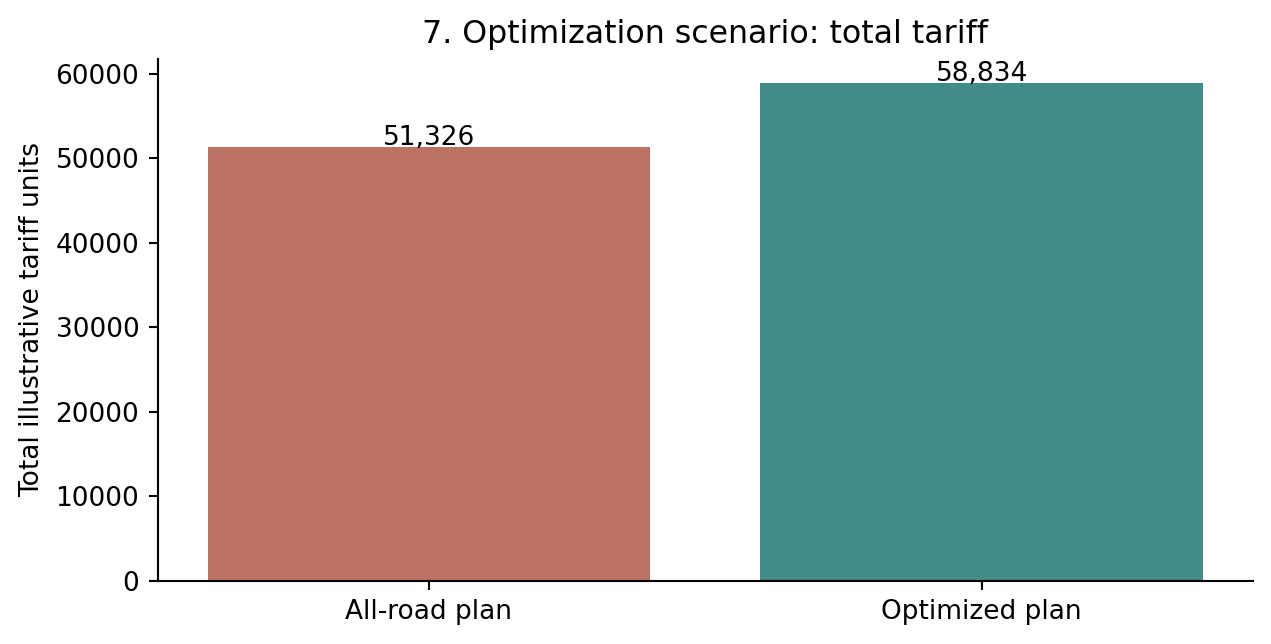 7. Optimization scenario: total tariff
Total illustrative tariff units
60000
50000
40000
30000
20000
10000
0
51,326
58,834
All-road plan
Optimized plan